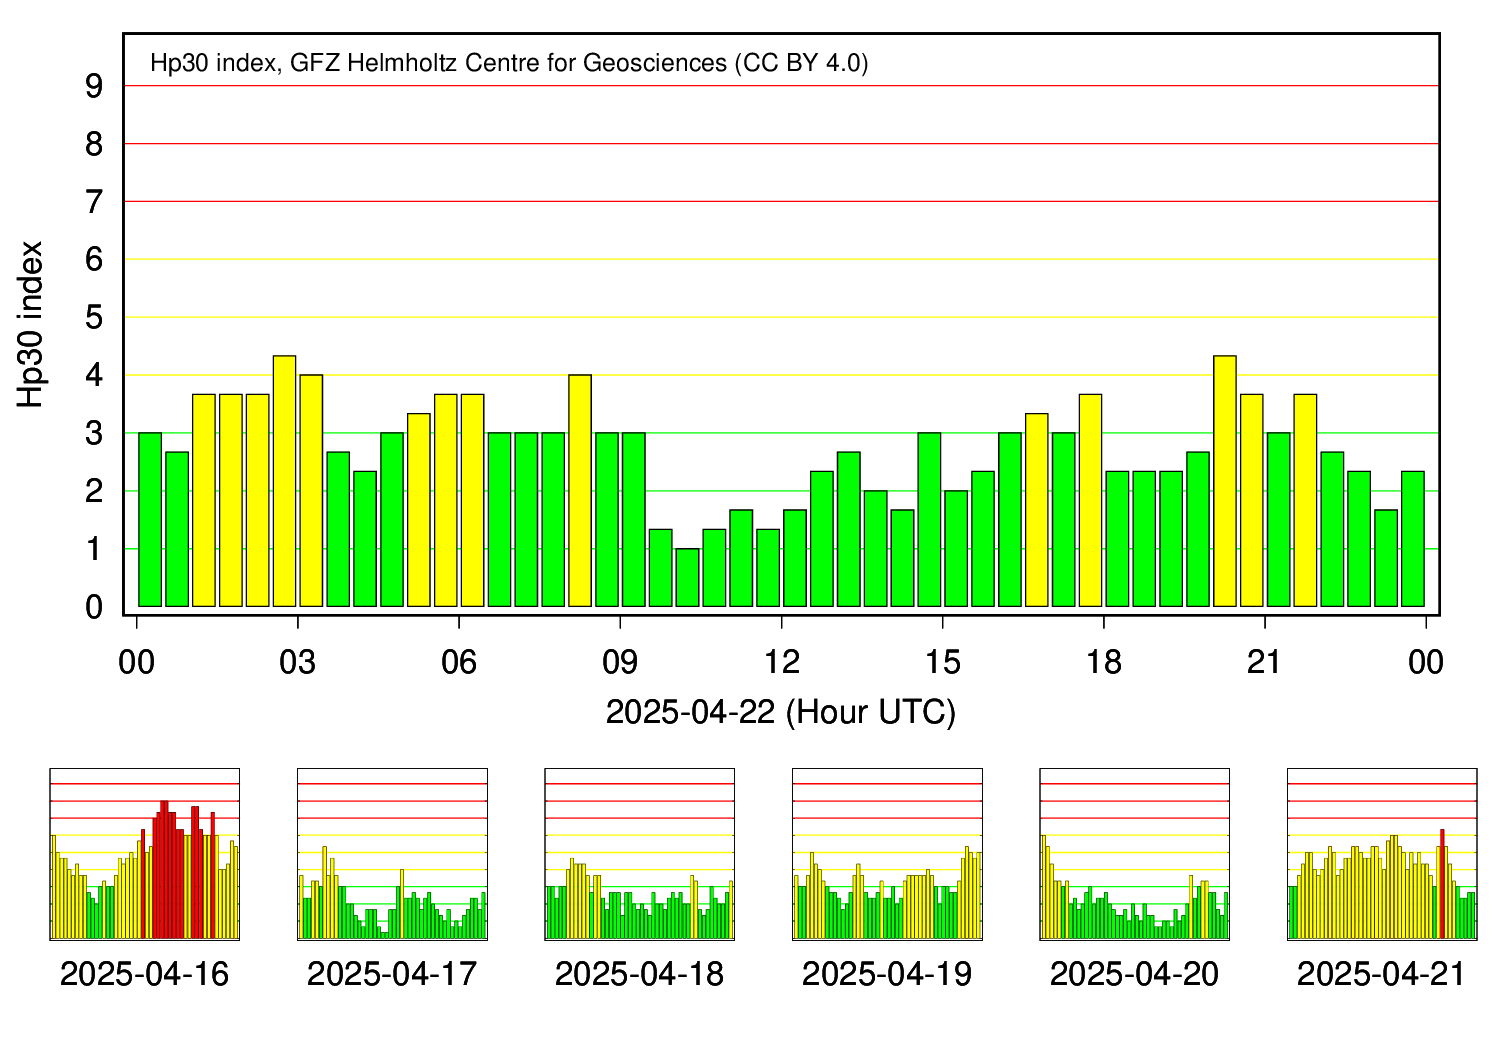 Hp30 index, GFZ Helmholtz Centre for Geosciences (CC BY 4.0)
9
8
7
6
5
4
3
2
1
0
Hp30 index
00 03 06 09 12 15 18 21 00
2025-04-22 (Hour UTC)
2025-04-16 2025-04-17 2025-04-18 2025-04-19 2025-04-20 2025-04-21